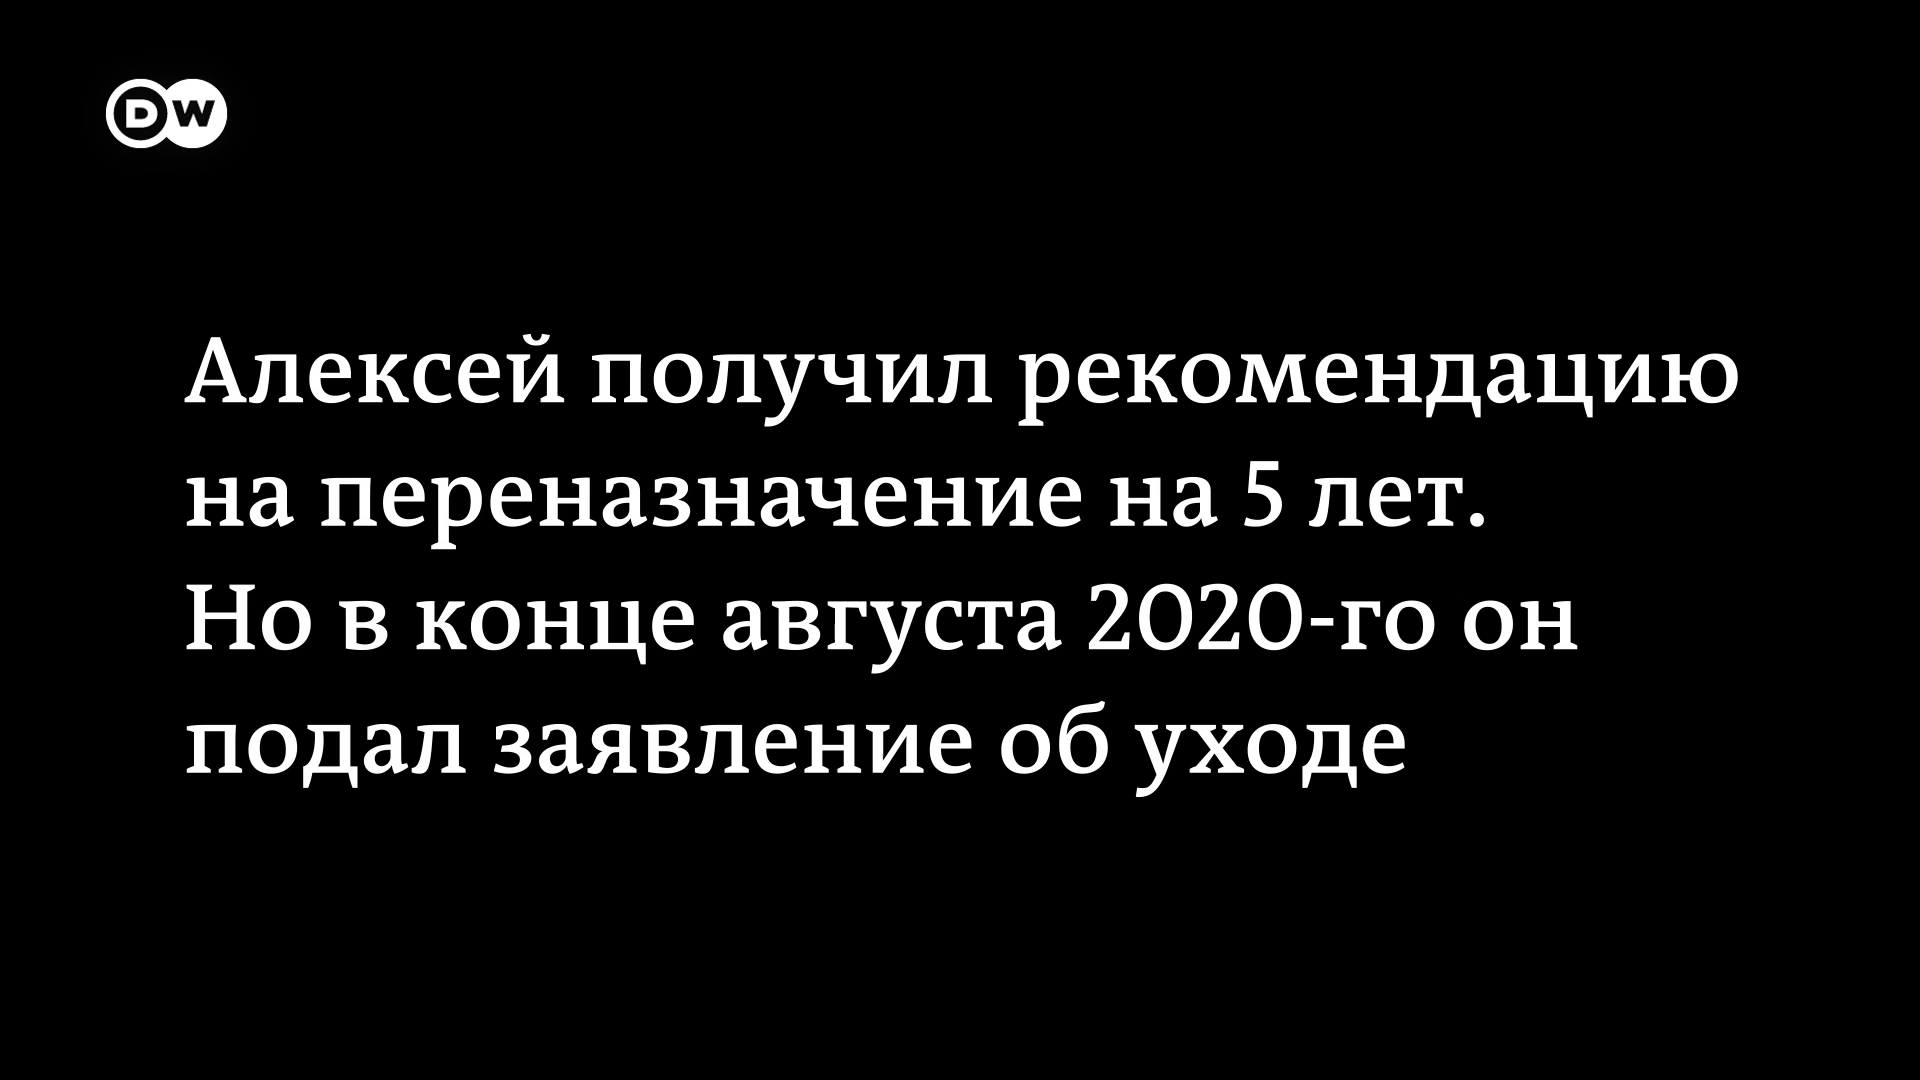 DW
Алексей получил рекомендацию
на переназначение на 5 лет.
Но в конце августа 2020-го он
подал заявление об уходе